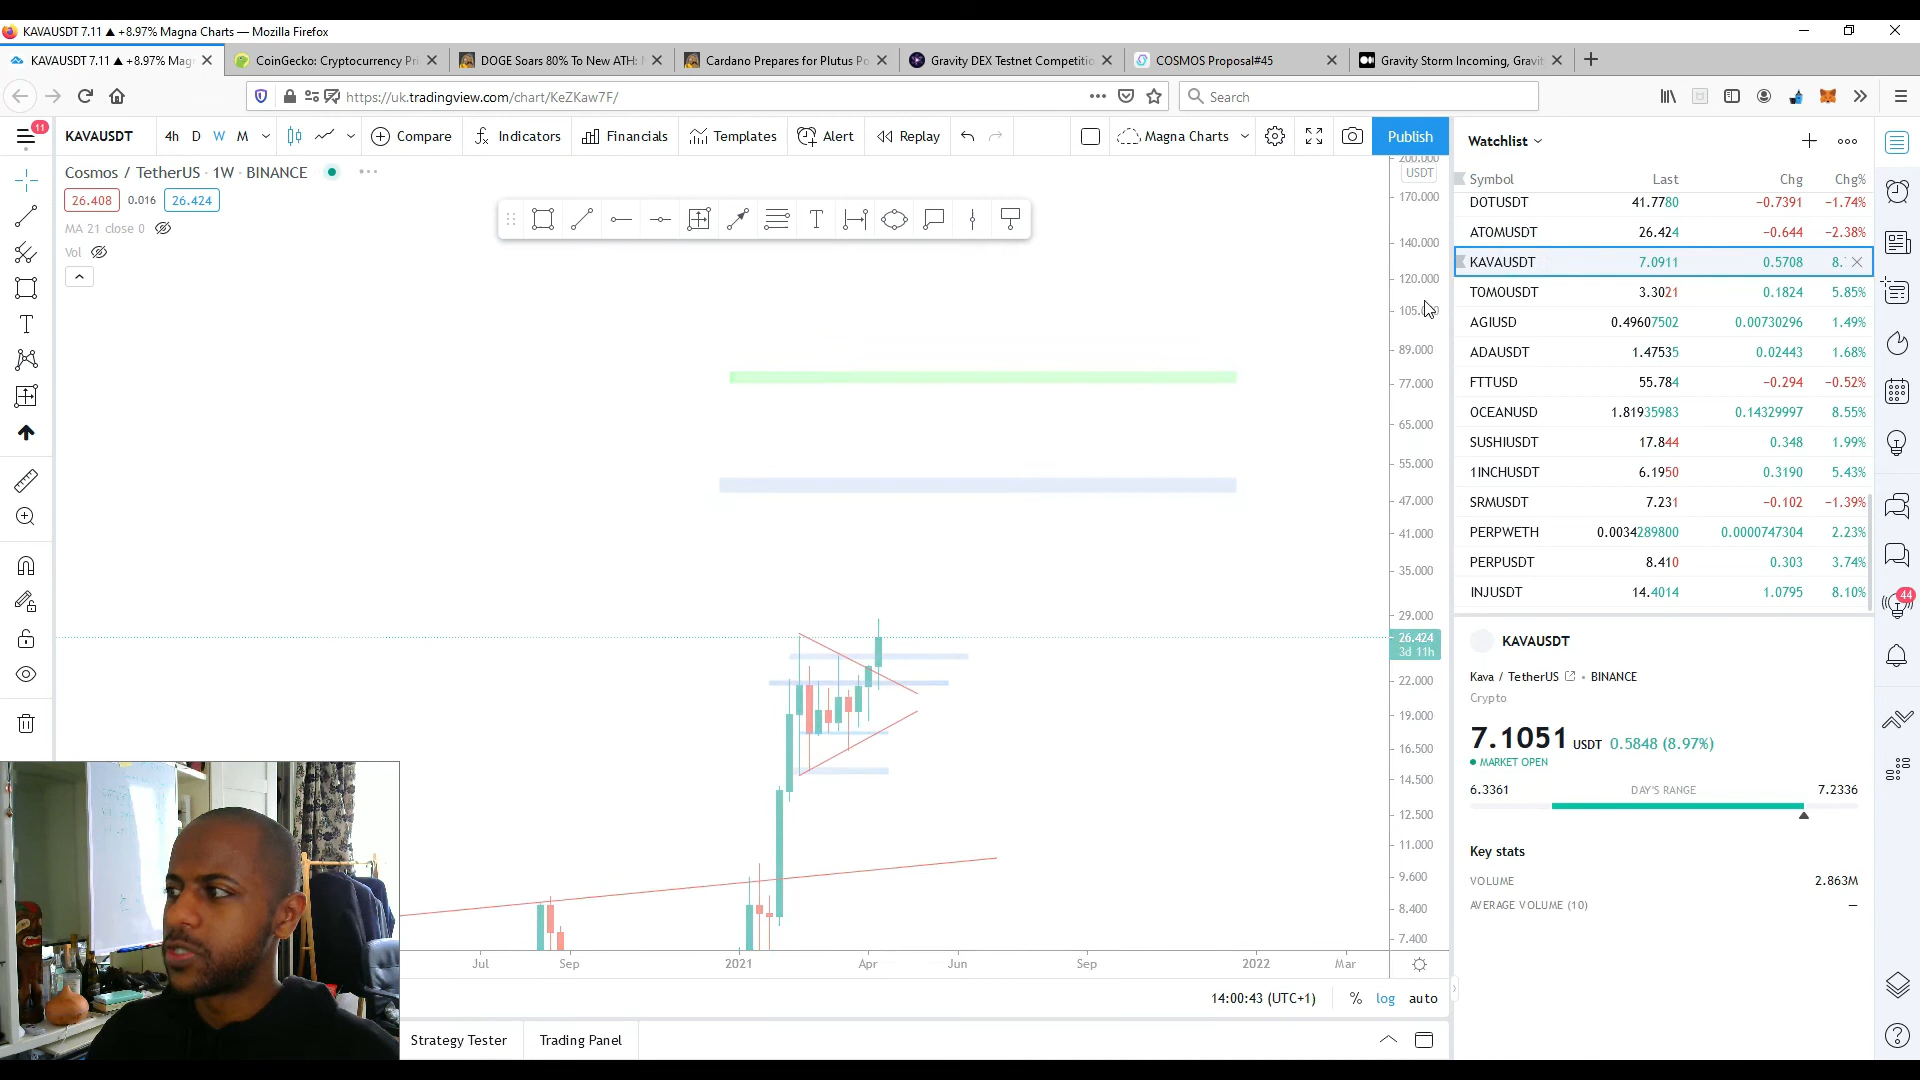 KAVAUSDT 7.11 ▲ +8.97% Magna Charts — Mozilla Firefox
KAVAUSDT 7.11 ▲ +8.97% Mag
CoinGecko: Cryptocurrency Pri
DOGE Soars 80% To New ATH:
Cardano Prepares for Plutus Po
Gravity DEX Testnet Competitio
COSMOS Proposal#45
Gravity Storm Incoming, Gravit
https://uk.tradingview.com/chart/KeZKaw7F/
Search
11
KAVAUSDT 4h D W M Compare Indicators Financials Templates Alert Replay Magna Charts Publish
Cosmos / TetherUS · 1W · BINANCE
26.408 0.016 26.424
MA 21 close 0
Vol
200.000
USDT
170.000
140.000
120.000
105.
89.000
77.000
65.000
55.000
47.000
41.000
35.000
29.000
26.424
3d 11h
22.000
19.000
16.500
14.500
12.500
11.000
9.600
8.400
7.400
Jul Sep 2021 Apr Jun Sep 2022 Mar
14:00:43 (UTC+1) % log auto
Strategy Tester Trading Panel
Watchlist
Symbol Last Chg Chg%
DOTUSDT 41.7780 −0.7391 −1.74%
ATOMUSDT 26.424 −0.644 −2.38%
KAVAUSDT 7.0911 0.5708 8.
TOMOUSDT 3.3021 0.1824 5.85%
AGIUSD 0.49607502 0.00730296 1.49%
ADAUSDT 1.47535 0.02443 1.68%
FTTUSD 55.784 −0.294 −0.52%
OCEANUSD 1.81935983 0.14329997 8.55%
SUSHIUSDT 17.844 0.348 1.99%
1INCHUSDT 6.1950 0.3190 5.43%
SRMUSDT 7.231 −0.102 −1.39%
PERPWETH 0.0034289800 0.0000747304 2.23%
PERPUSDT 8.410 0.303 3.74%
INJUSDT 14.4014 1.0795 8.10%
44
KAVAUSDT
Kava / TetherUS • BINANCE
Crypto
7.1051 USDT 0.5848 (8.97%)
MARKET OPEN
6.3361 DAY'S RANGE 7.2336
Key stats
VOLUME 2.863M
AVERAGE VOLUME (10) —